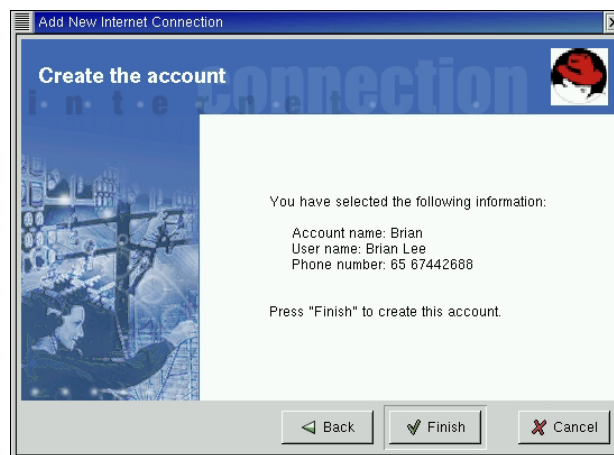 Add New Internet Connection
Create the account
connection
internet
You have selected the following information:
Account name: Brian
User name: Brian Lee
Phone number: 65 67442688
Press "Finish" to create this account.
Back
Finish
Cancel